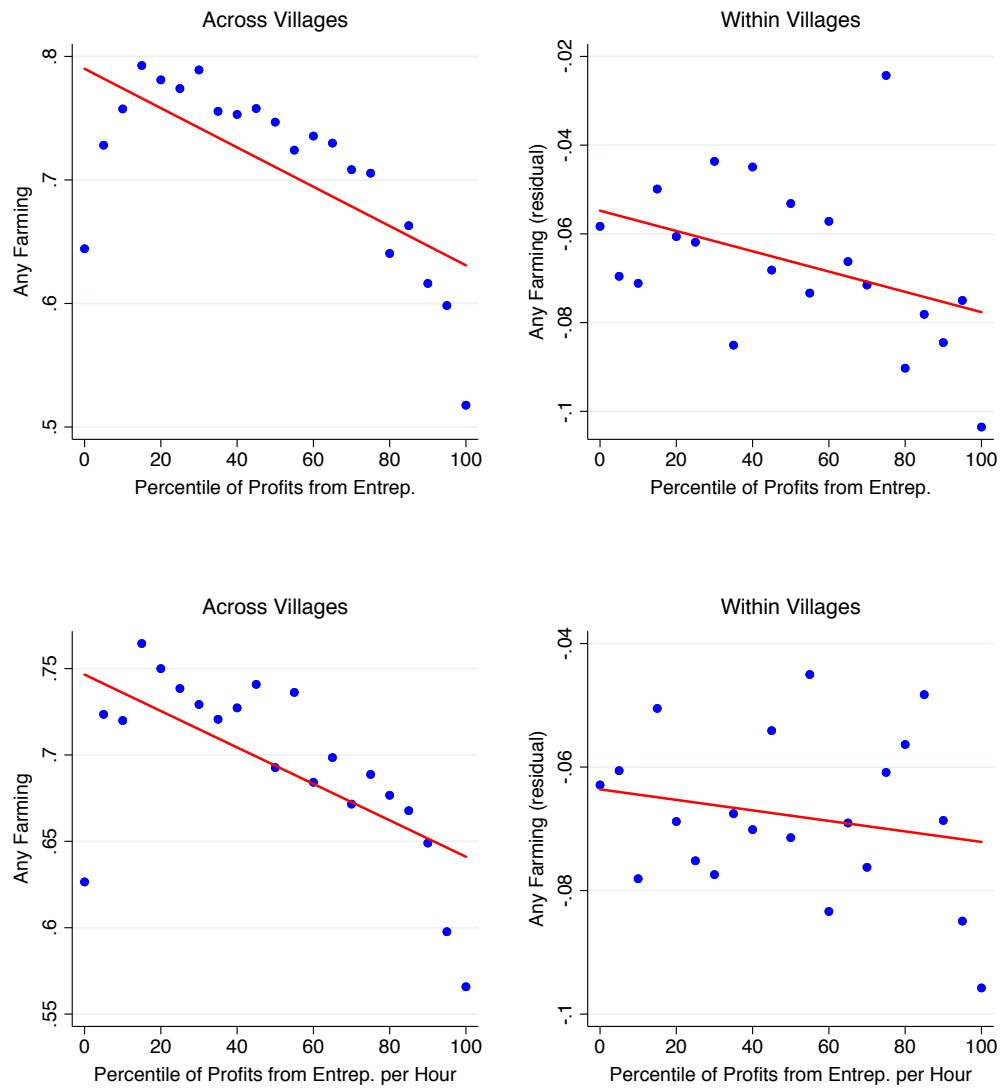 Across Villages
Any Farming
.8
.7
.6
.5
0 20 40 60 80 100
Percentile of Profits from Entrep.
Within Villages
Any Farming (residual)
-.02
-.04
-.06
-.08
-.1
0 20 40 60 80 100
Percentile of Profits from Entrep.
Across Villages
Any Farming
.75
.7
.65
.6
.55
0 20 40 60 80 100
Percentile of Profits from Entrep. per Hour
Within Villages
Any Farming (residual)
-.04
-.06
-.08
-.1
0 20 40 60 80 100
Percentile of Profits from Entrep. per Hour